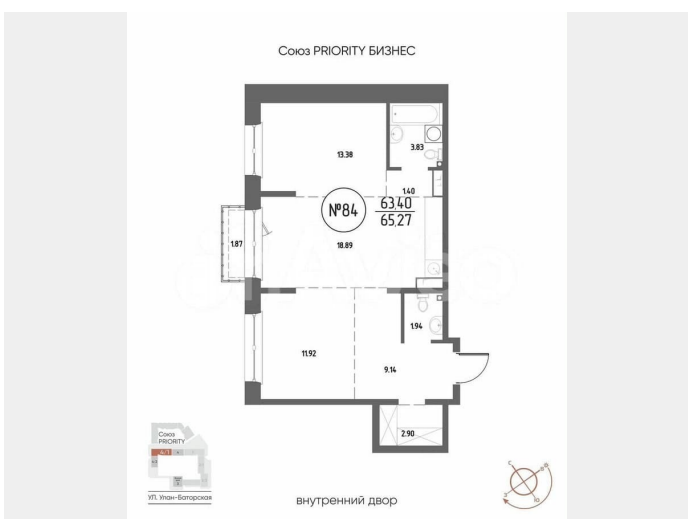 Союз PRIORITY БИЗНЕС
13.38
3.83
1.40
№84
63,40
65,27
1.87
18.89
Avito
1.94
11.92
9.14
2.90
Союз
PRIORITY
УЛ. Улан-Баторская
внутренний двор
С
В
З
Ю